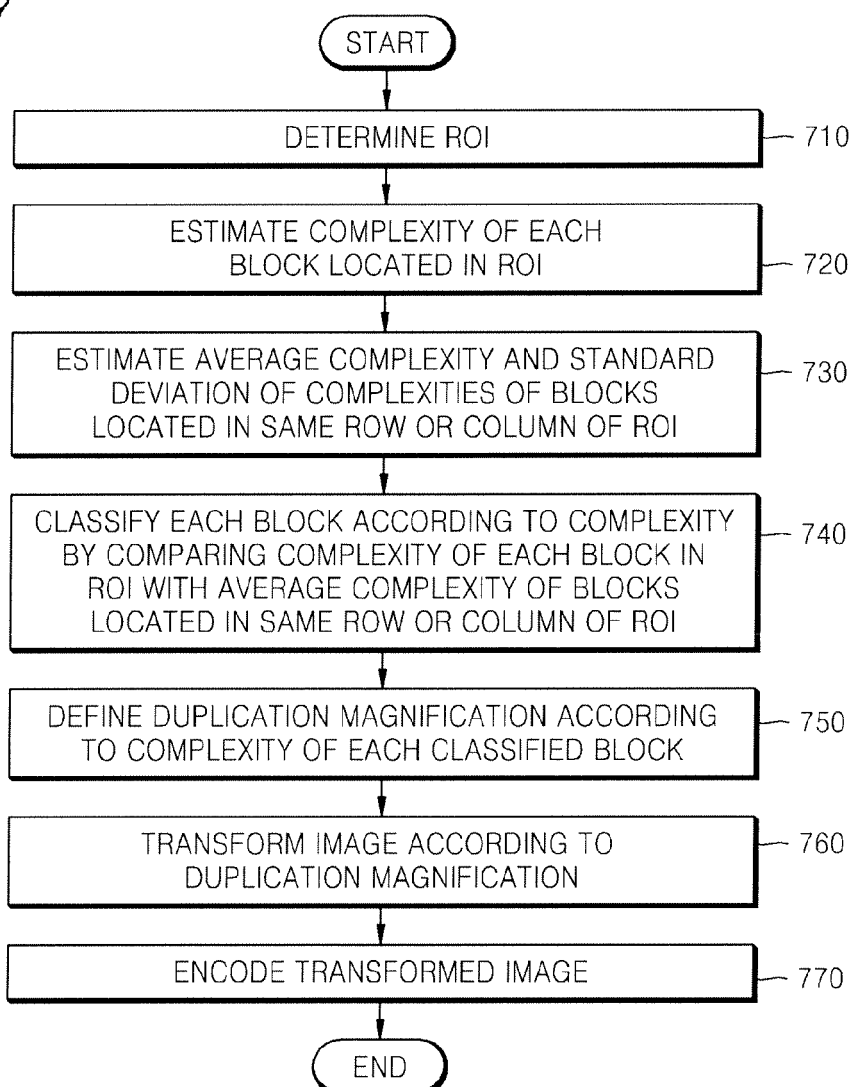 START
DETERMINE ROI
710
ESTIMATE COMPLEXITY OF EACH
BLOCK LOCATED IN ROI
720
ESTIMATE AVERAGE COMPLEXITY AND STANDARD
DEVIATION OF COMPLEXITIES OF BLOCKS
LOCATED IN SAME ROW OR COLUMN OF ROI
730
CLASSIFY EACH BLOCK ACCORDING TO COMPLEXITY
BY COMPARING COMPLEXITY OF EACH BLOCK IN
ROI WITH AVERAGE COMPLEXITY OF BLOCKS
LOCATED IN SAME ROW OR COLUMN OF ROI
740
DEFINE DUPLICATION MAGNIFICATION ACCORDING
TO COMPLEXITY OF EACH CLASSIFIED BLOCK
750
TRANSFORM IMAGE ACCORDING TO
DUPLICATION MAGNIFICATION
760
ENCODE TRANSFORMED IMAGE
770
END